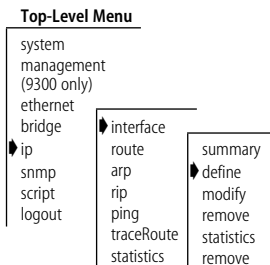 Top-Level Menu
system
management
(9300 only)
ethernet
bridge
ip
snmp
script
logout
interface
route
arp
rip
ping
traceRoute
statistics
summary
define
modify
remove
statistics
remove